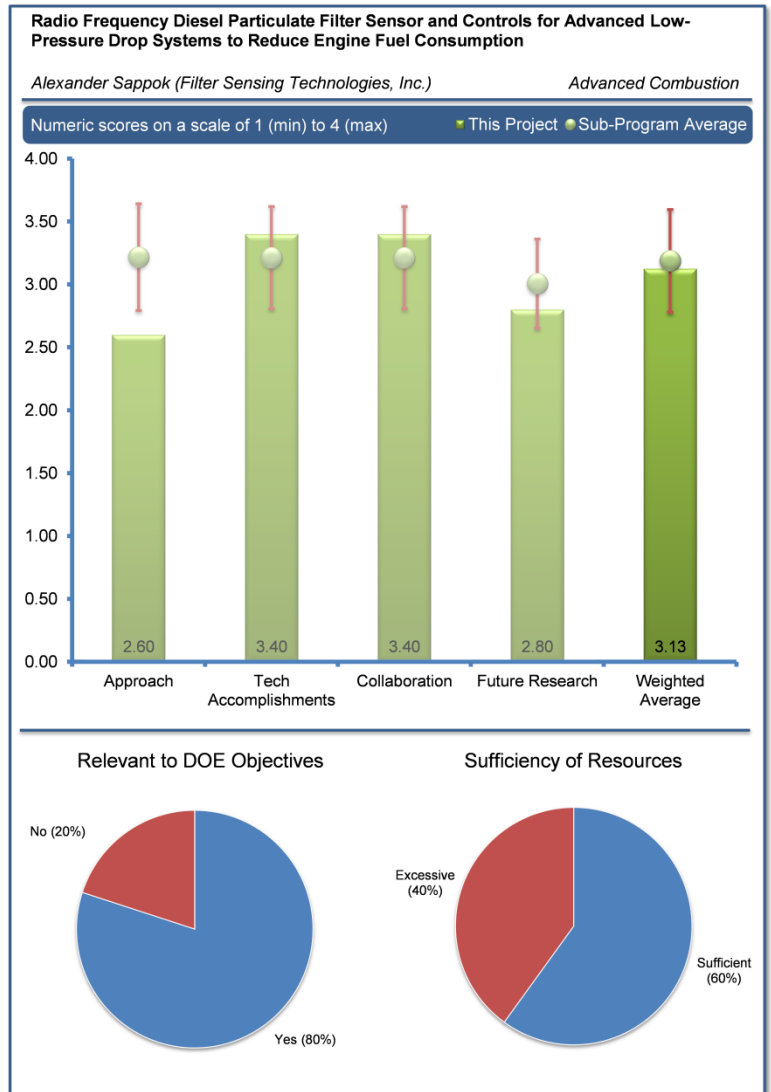 Radio Frequency Diesel Particulate Filter Sensor and Controls for Advanced Low-
Pressure Drop Systems to Reduce Engine Fuel Consumption
Alexander Sappok (Filter Sensing Technologies, Inc.) Advanced Combustion
Numeric scores on a scale of 1 (min) to 4 (max) This Project Sub-Program Average
4.00
3.50
3.00
2.50
2.00
1.50
1.00
0.50
0.00
2.60 3.40 3.40 2.80 3.13
Approach Tech Collaboration Future Research Weighted
Accomplishments Average
Relevant to DOE Objectives Sufficiency of Resources
No (20%)
Excessive
(40%)
Sufficient
(60%)
Yes (80%)